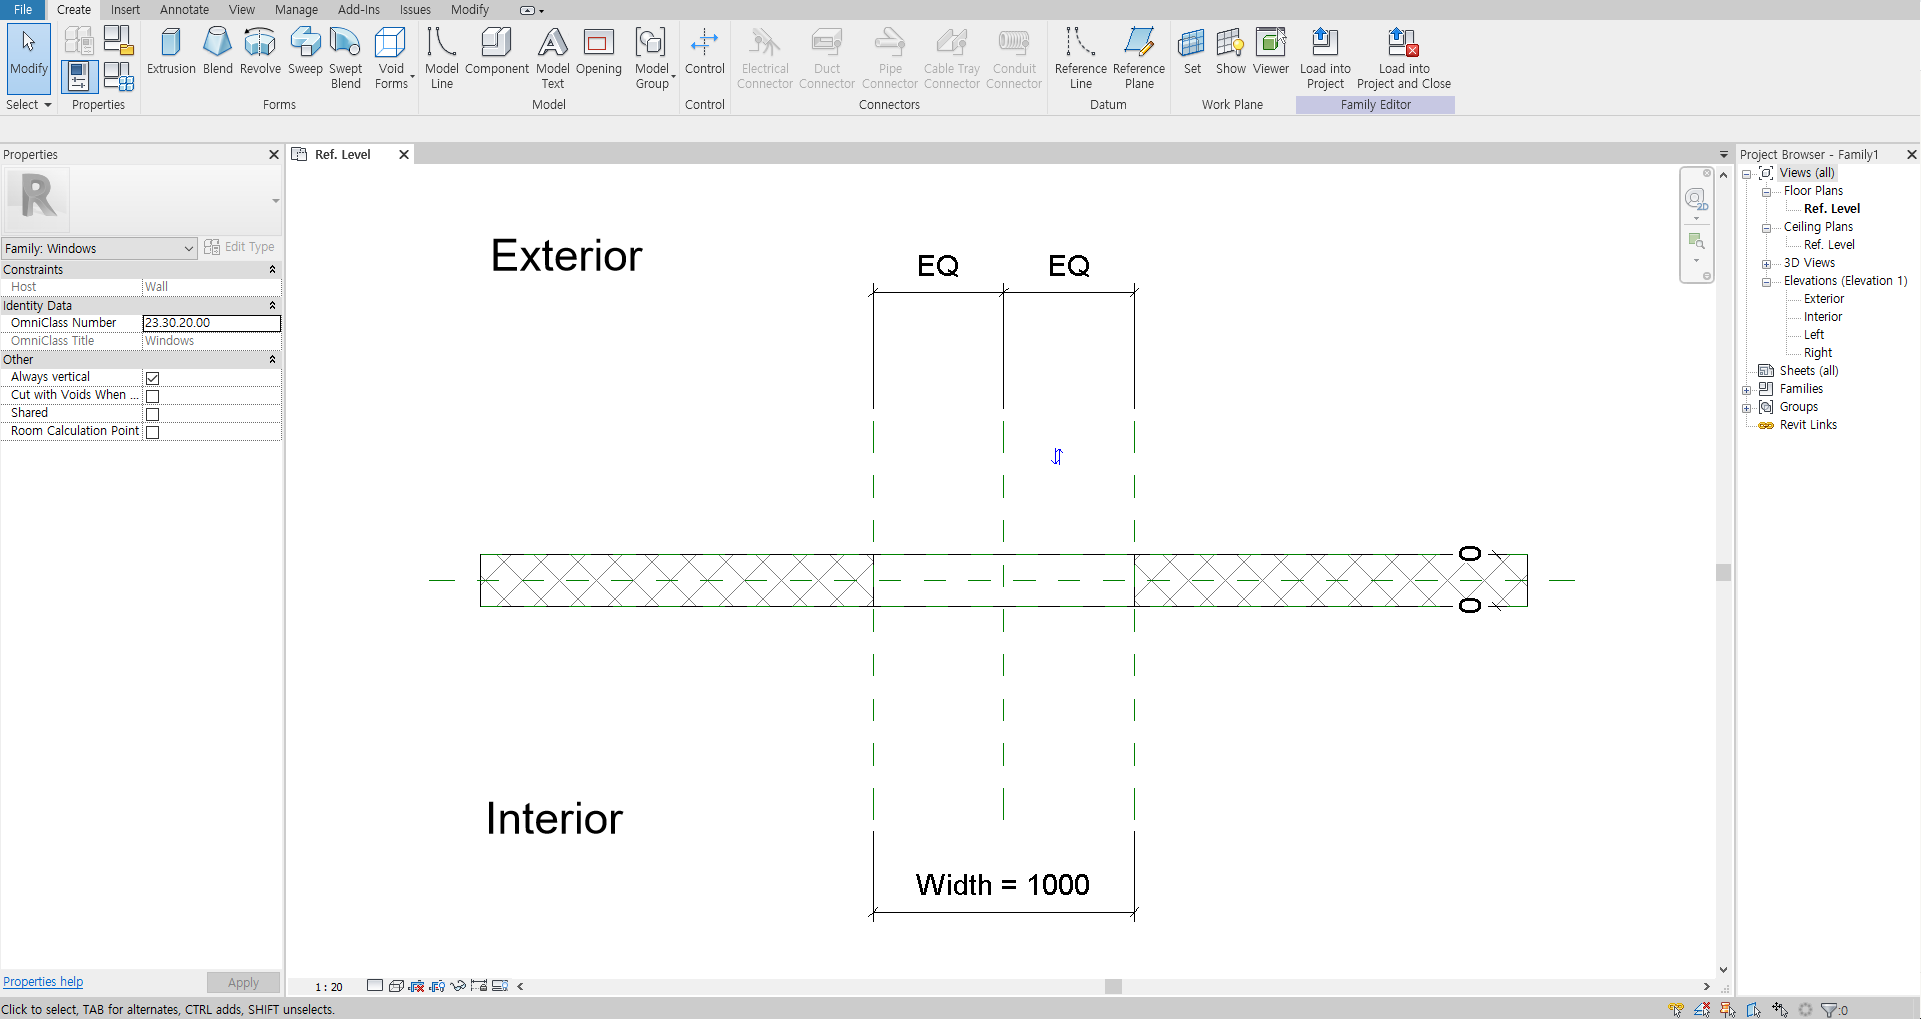 File Create Insert Annotate View Manage Add-Ins Issues Modify
Modify
Extrusion Blend Revolve Sweep Swept Blend Void Forms
Model Line Component Model Text Opening Model Group
Control
Electrical Connector Duct Connector Pipe Connector Cable Tray Connector Conduit Connector
Reference Line Reference Plane
Set Show Viewer
Load into Project Load into Project and Close
Select Properties Forms Model Control Connectors Datum Work Plane Family Editor
Properties
R
Family: Windows Edit Type
Constraints
Host Wall
Identity Data
OmniClass Number 23.30.20.00
OmniClass Title Windows
Other
Always vertical
Cut with Voids When ...
Shared
Room Calculation Point
Properties help Apply
Ref. Level
Exterior
EQ EQ
0
0
Interior
Width = 1000
2D
1 : 20
Project Browser - Family1
Views (all)
Floor Plans
Ref. Level
Ceiling Plans
Ref. Level
3D Views
Elevations (Elevation 1)
Exterior
Interior
Left
Right
Sheets (all)
Families
Groups
Revit Links
Click to select, TAB for alternates, CTRL adds, SHIFT unselects.
:0